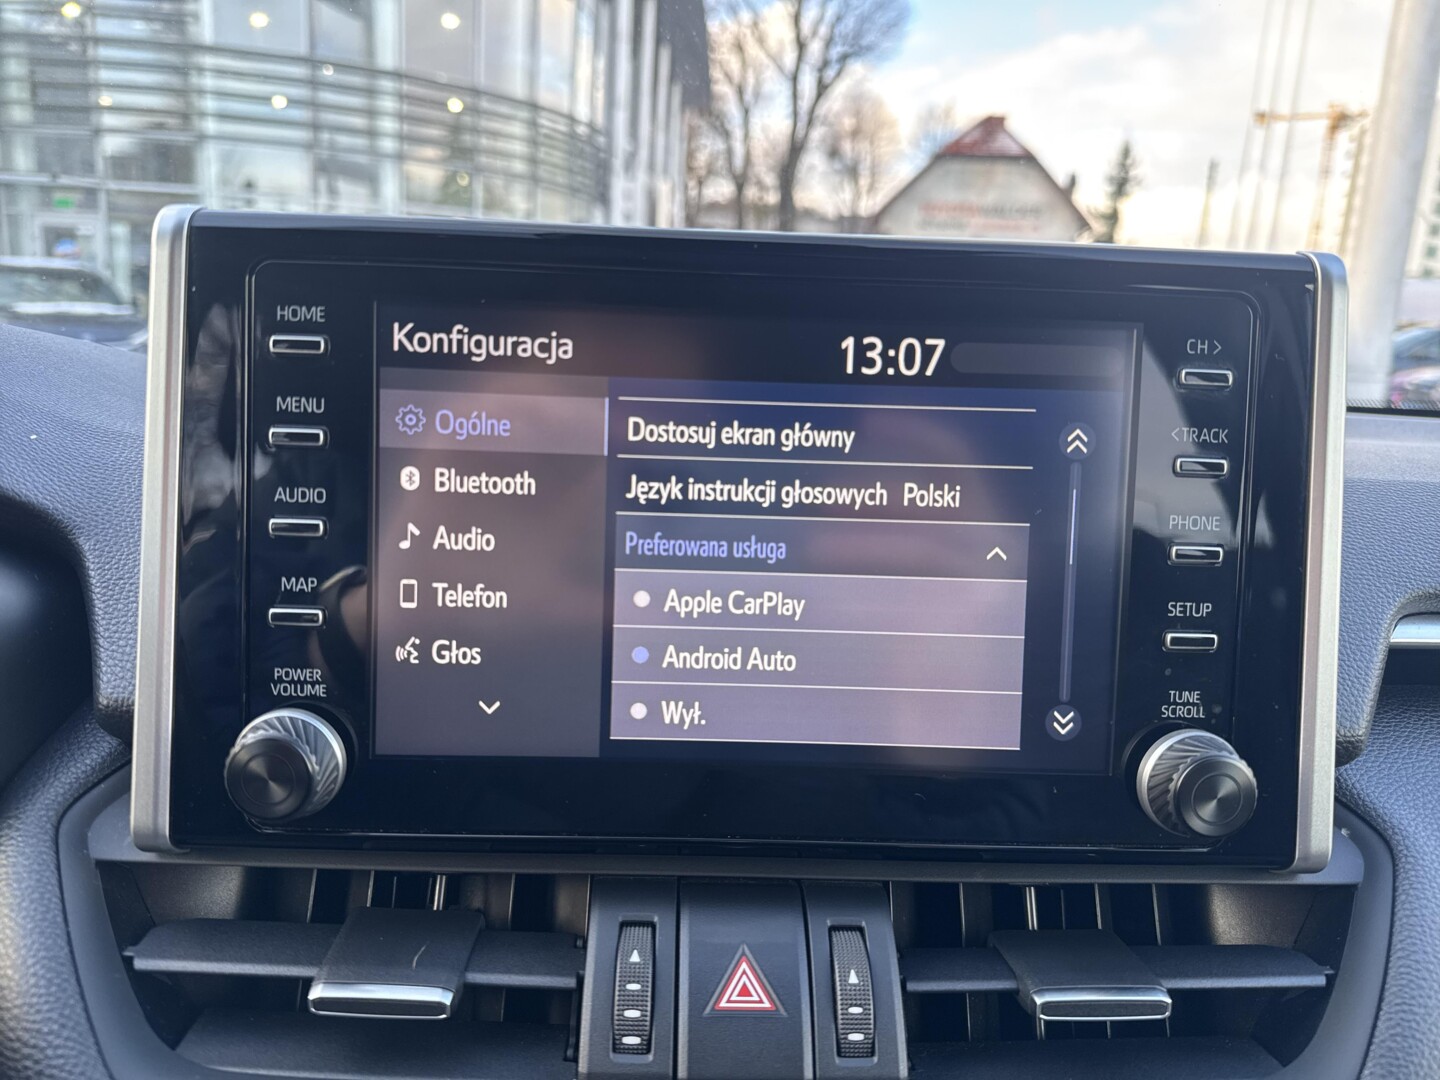 HOME
MENU
AUDIO
MAP
POWER
VOLUME
Konfiguracja
13:07
Ogólne
Bluetooth
Audio
Telefon
Głos
Dostosuj ekran główny
Język instrukcji głosowych Polski
Preferowana usługa
Apple CarPlay
Android Auto
Wył.
CH >
< TRACK
PHONE
SETUP
TUNE
SCROLL